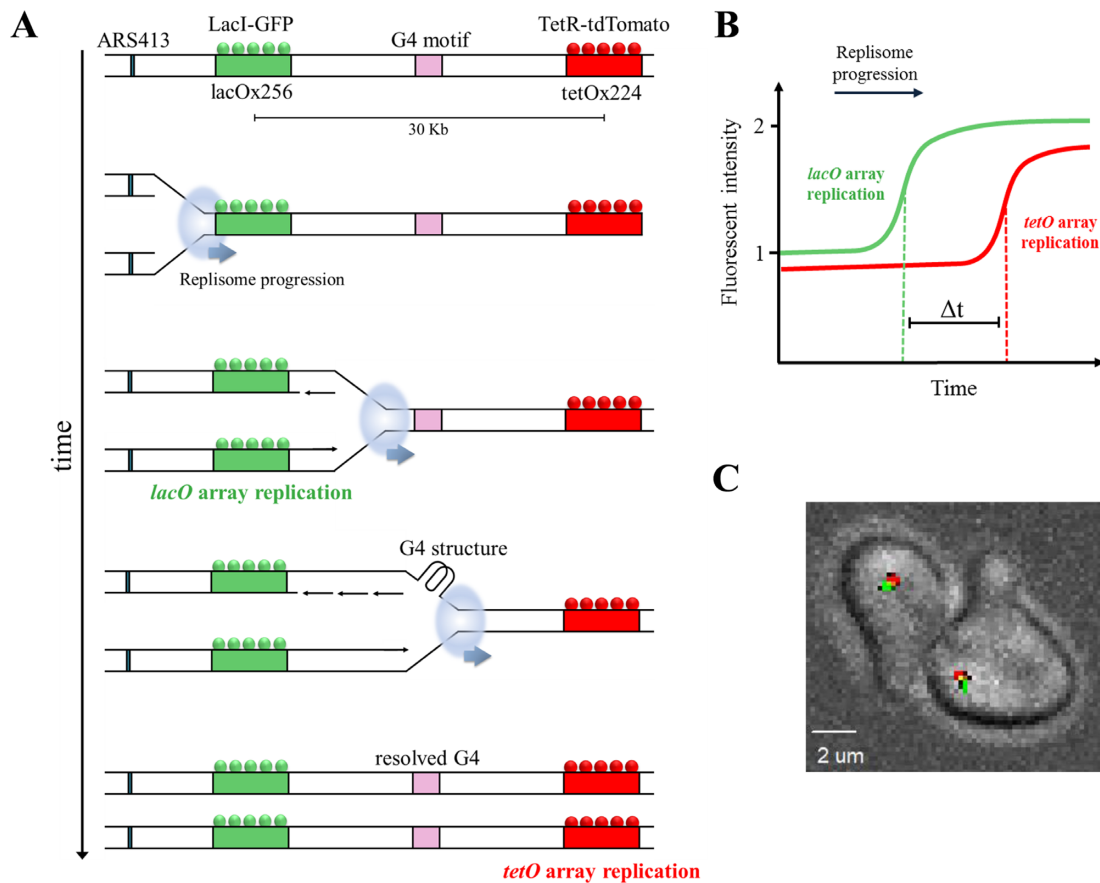 A
LacI-GFP
TetR-tdTomato
ARS413
G4 motif
lacOx256
tetOx224
30 Kb
Replisome progression
lacO array replication
G4 structure
resolved G4
tetO array replication
time
B
Replisome
progression
2
1
Fluorescent intensity
lacO array
replication
tetO array
replication
Δt
Time
C
2 um